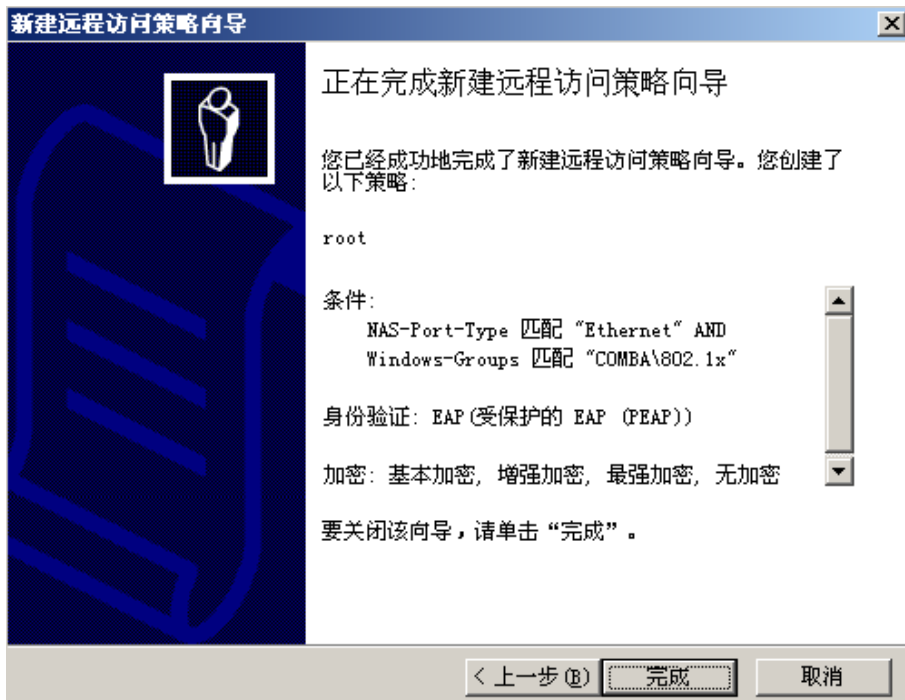 新建远程访问策略向导
正在完成新建远程访问策略向导
您已经成功地完成了新建远程访问策略向导。您创建了
以下策略:
root
条件:
NAS-Port-Type 匹配 "Ethernet" AND
Windows-Groups 匹配 "COMBA\802.1x"
身份验证: EAP(受保护的 EAP (PEAP))
加密: 基本加密, 增强加密, 最强加密, 无加密
要关闭该向导，请单击“完成”。
< 上一步(B) 完成 取消